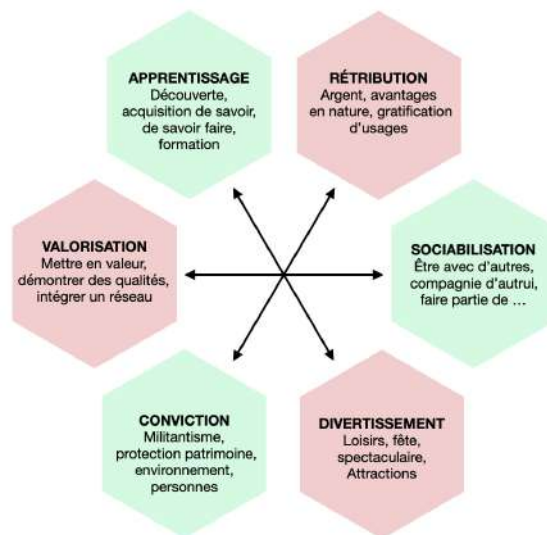 APPRENTISSAGE
Découverte,
acquisition de savoir,
de savoir faire,
formation
RÉTRIBUTION
Argent, avantages
en nature, gratification
d'usages
VALORISATION
Mettre en valeur,
démontrer des qualités,
intégrer un réseau
SOCIABILISATION
Être avec d'autres,
compagnie d'autrui,
faire partie de ...
CONVICTION
Militantisme,
protection patrimoine,
environnement,
personnes
DIVERTISSEMENT
Loisirs, fête,
spectaculaire,
Attractions